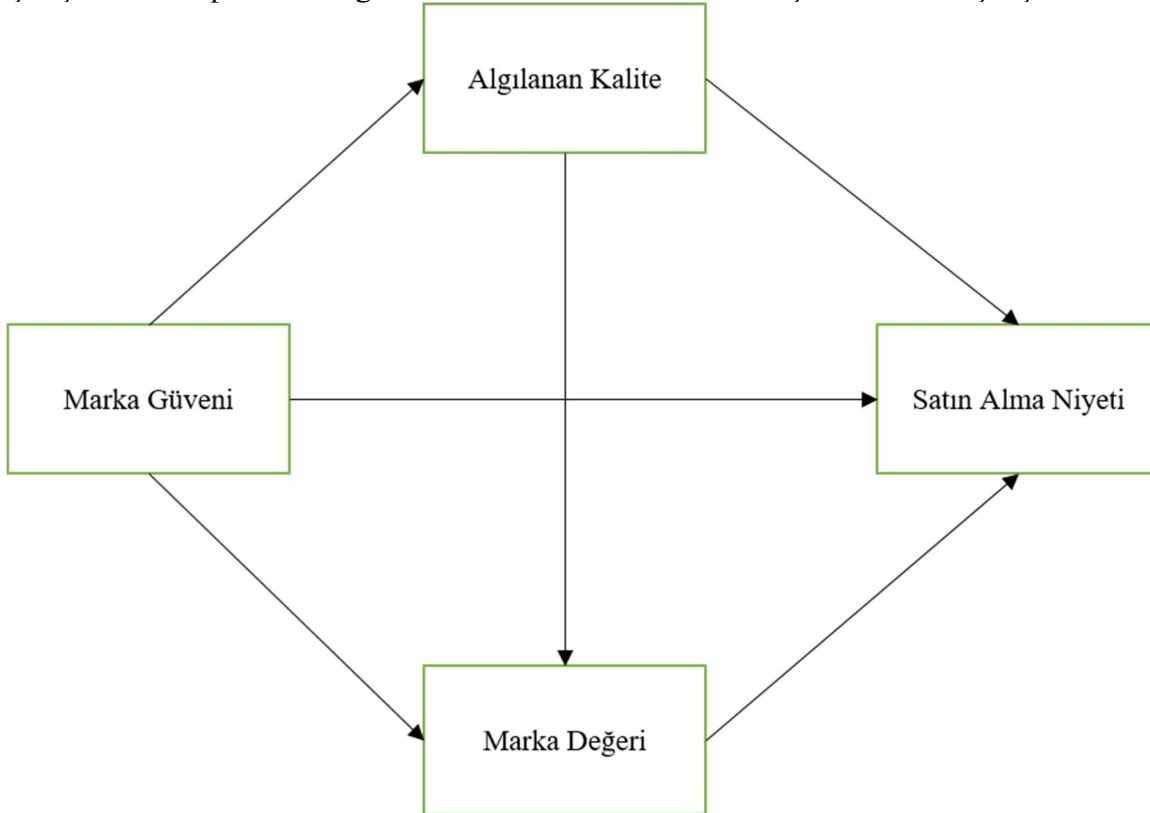 Algılanan Kalite
Marka Güveni
Satın Alma Niyeti
Marka Değeri